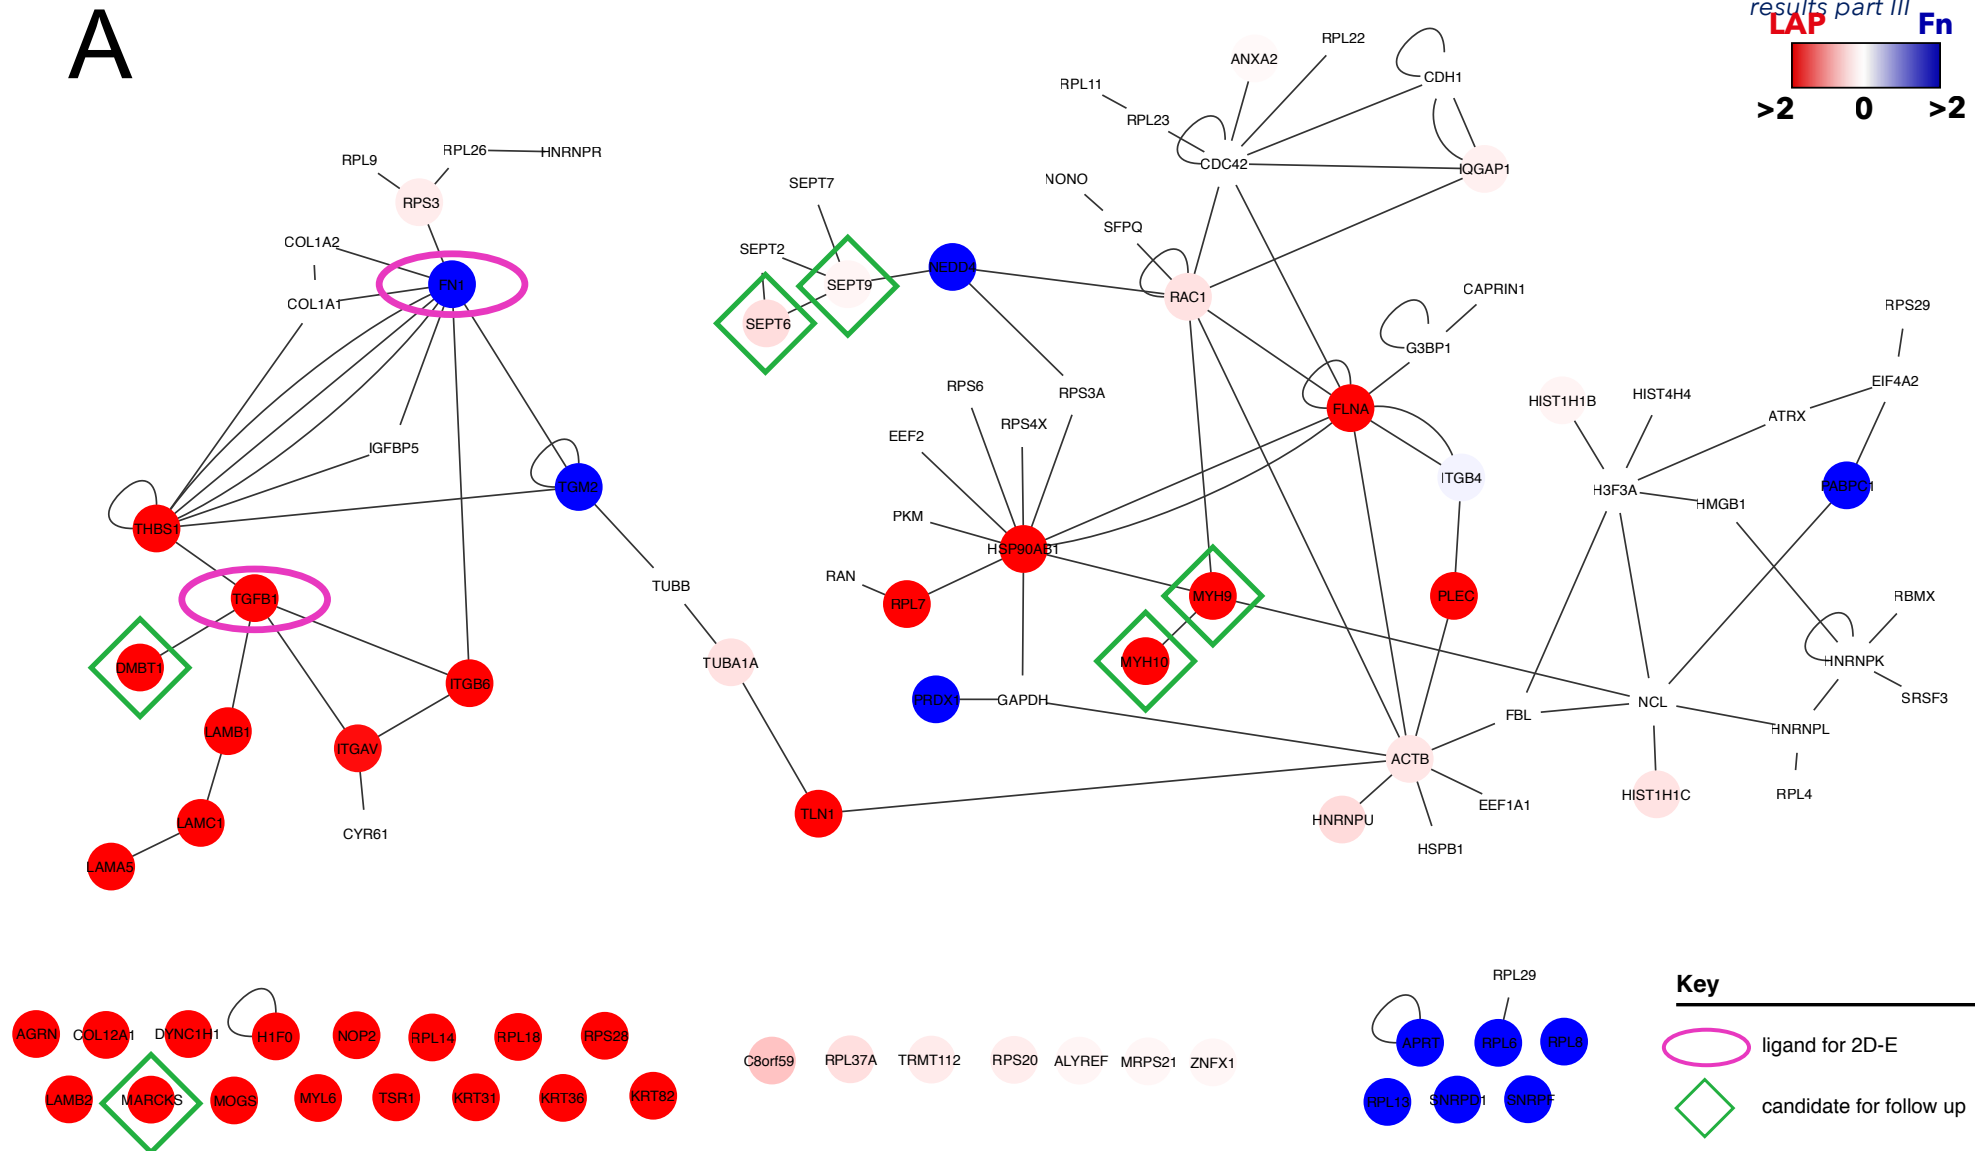 A
results part III
LAP Fn
>2 0 >2
RPL22
ANXA2
CDH1
RPL11
RPL23
RPL26 HNRNPR
RPL9
CDC42
IQGAP1
NONO
SEPT7
RPS3
SFPQ
COL1A2
SEPT2
NEDD4
FN1
SEPT9
CAPRIN1
RAC1
COL1A1
RPS29
SEPT6
G3BP1
EIF4A2
RPS6
RPS3A
HIST4H4
HIST1H1B
FLNA
ATRX
RPS4X
EEF2
IGFBP5
ITGB4
TGM2
PABPC1
H3F3A
HMGB1
PKM
THBS1
HSP90AB1
RAN
TUBB
RBMX
MYH9
PLEC
TGFB1
RPL7
DMBT1
MYH10
TUBA1A
HNRNPK
ITGB6
SRSF3
PRDX1
GAPDH
NCL
FBL
LAMB1
HNRNPL
ITGAV
ACTB
HIST1H1C
RPL4
EEF1A1
TLN1
HNRNPU
LAMC1
CYR61
HSPB1
LAMA5
RPL29
Key
AGRN COL12A1 DYNC1H1 H1F0 NOP2 RPL14 RPL18 RPS28
APRT RPL6 RPL8
ligand for 2D-E
C8orf59 RPL37A TRMT112 RPS20 ALYREF MRPS21 ZNFX1
LAMB2 MARCKS MOGS MYL6 TSR1 KRT31 KRT36 KRT82
RPL13 SNRPD1 SNRPF
candidate for follow up